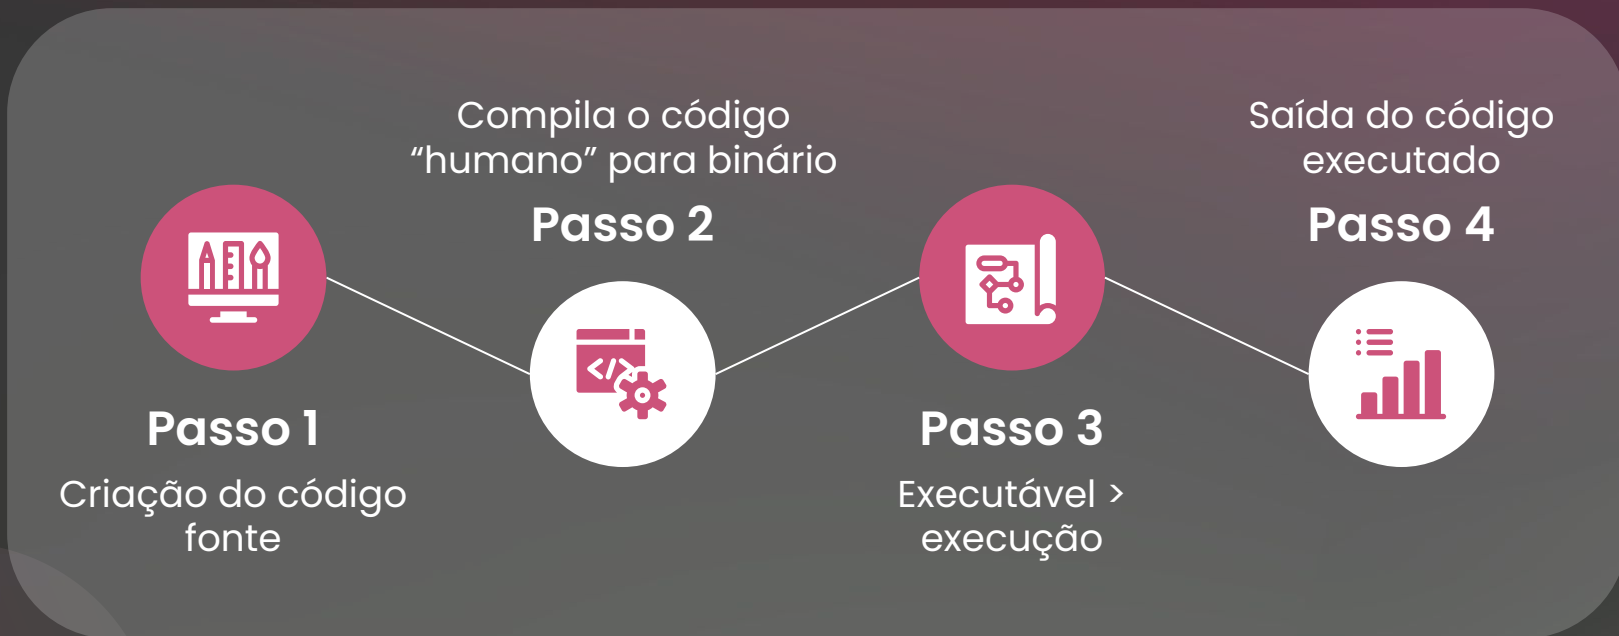 Passo 1
Criação do código
fonte
Compila o código
“humano” para binário
Passo 2
Passo 3
Executável >
execução
Saída do código
executado
Passo 4